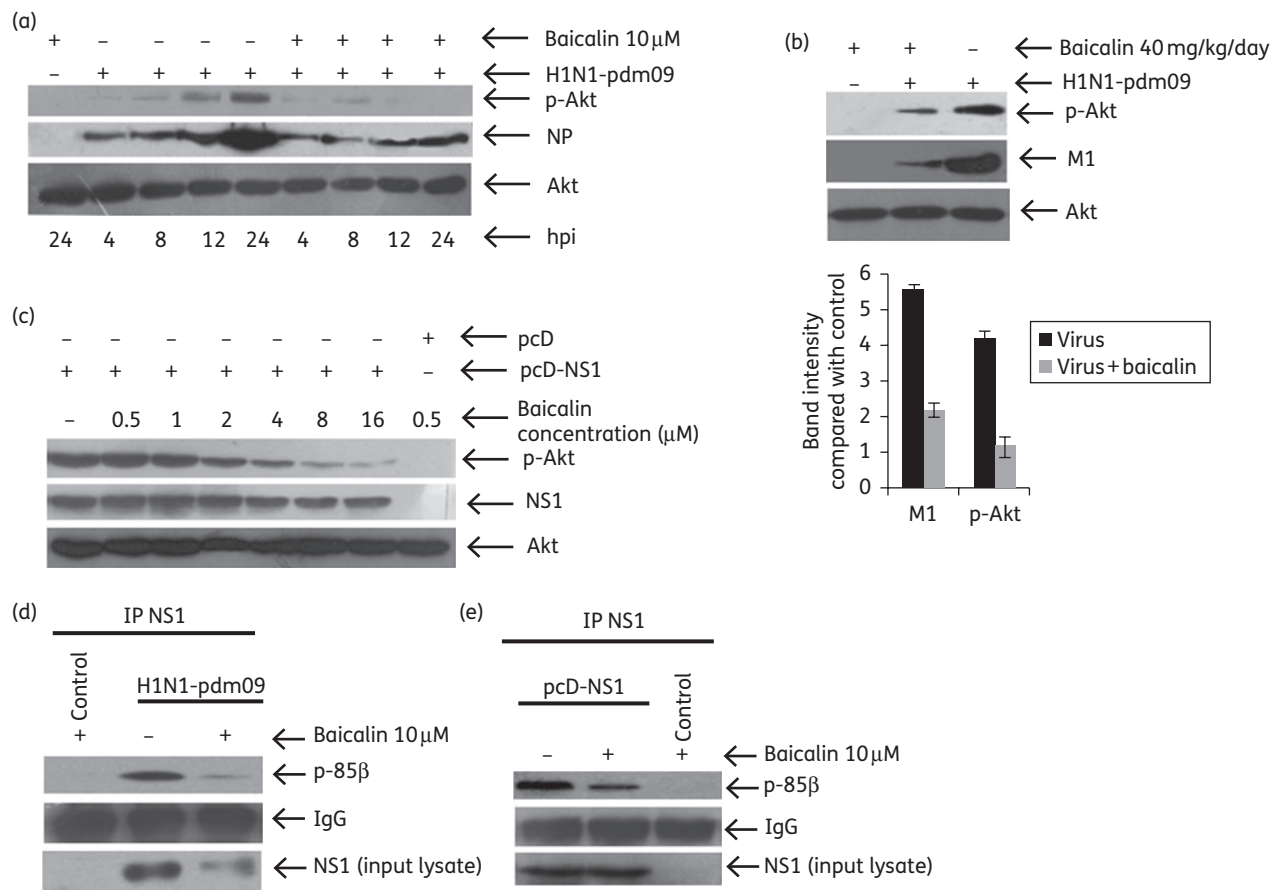 (a)
+ – – – – + + + + Baicalin 10 μM
– + + + + + + + + H1N1-pdm09
p-Akt
NP
Akt
24 4 8 12 24 4 8 12 24 hpi
(b)
+ + – Baicalin 40 mg/kg/day
– + + H1N1-pdm09
p-Akt
M1
Akt
Band intensity
compared with control
6
5
4
3
2
1
0
M1 p-Akt
Virus
Virus + baicalin
(c)
– – – – – – – + pcD
+ + + + + + + – pcD-NS1
– 0.5 1 2 4 8 16 0.5 Baicalin
concentration (μM)
p-Akt
NS1
Akt
(d)
IP NS1
Control
H1N1-pdm09
+ – + Baicalin 10 μM
p-85β
IgG
NS1 (input lysate)
(e)
IP NS1
pcD-NS1
Control
– + + Baicalin 10 μM
p-85β
IgG
NS1 (input lysate)